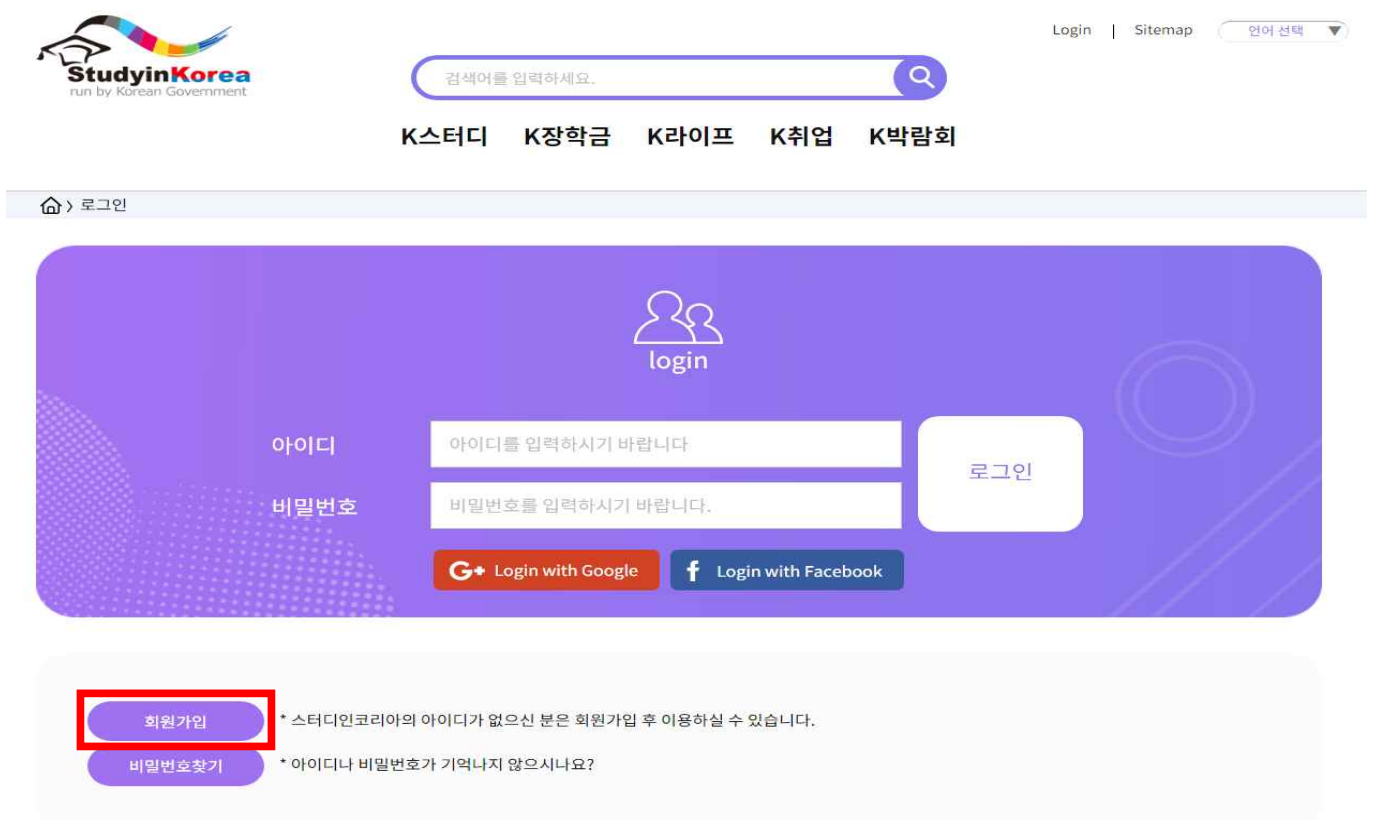 Login | Sitemap 언어 선택 ▼
StudyinKorea
run by Korean Government
검색어를 입력하세요.
K스터디 K장학금 K라이프 K취업 K박람회
로그인
login
아이디 아이디를 입력하시기 바랍니다
로그인
비밀번호 비밀번호를 입력하시기 바랍니다.
G+ Login with Google f Login with Facebook
회원가입 * 스터디인코리아의 아이디가 없으신 분은 회원가입 후 이용하실 수 있습니다.
비밀번호찾기 * 아이디나 비밀번호가 기억나지 않으시나요?